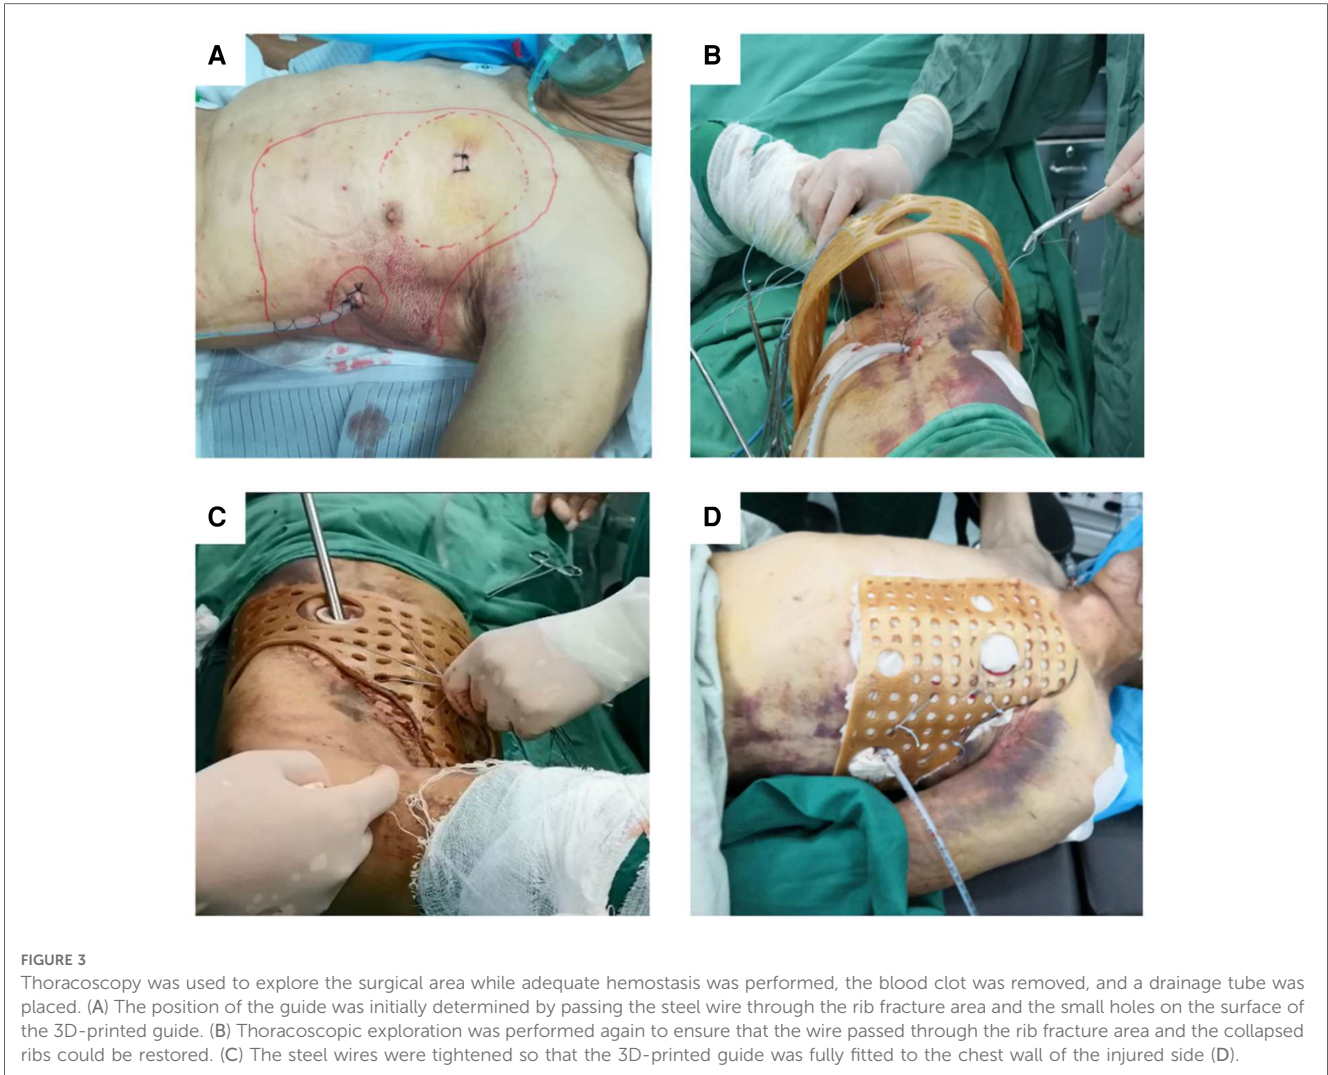 A
B
C
D
FIGURE 3
Thoracoscopy was used to explore the surgical area while adequate hemostasis was performed, the blood clot was removed, and a drainage tube was
placed. (A) The position of the guide was initially determined by passing the steel wire through the rib fracture area and the small holes on the surface of
the 3D-printed guide. (B) Thoracoscopic exploration was performed again to ensure that the wire passed through the rib fracture area and the collapsed
ribs could be restored. (C) The steel wires were tightened so that the 3D-printed guide was fully fitted to the chest wall of the injured side (D).